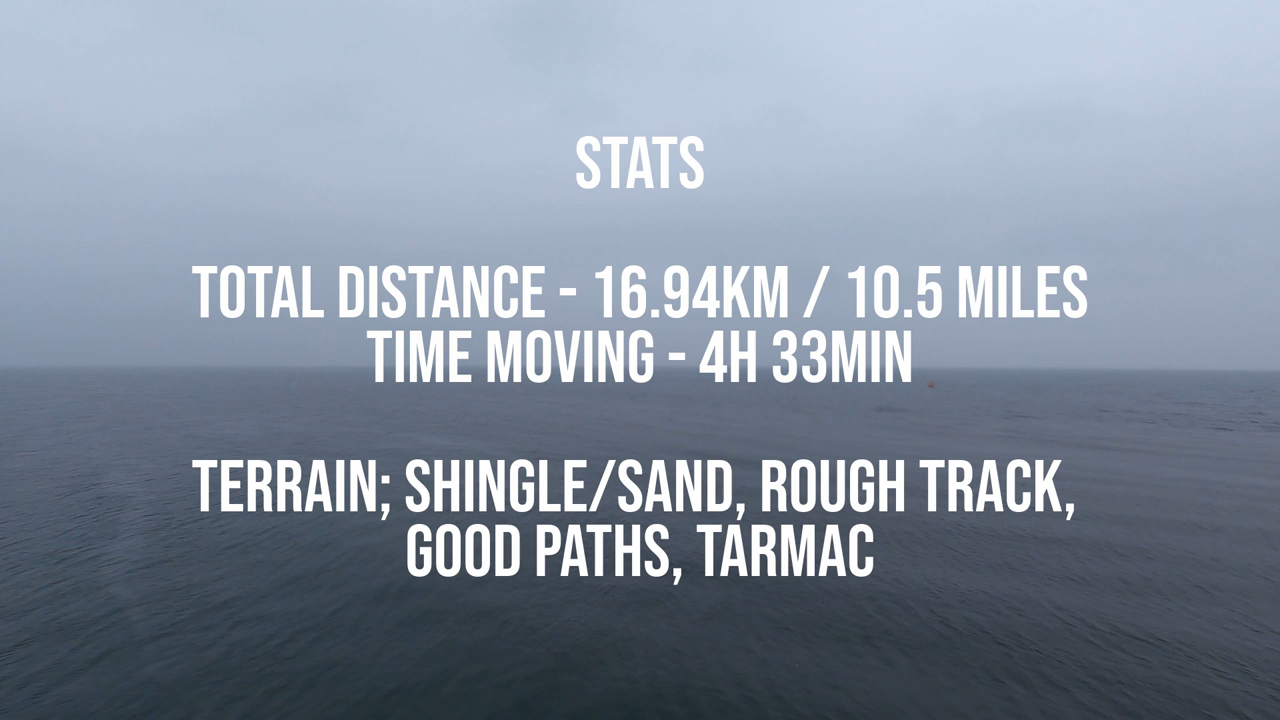 STATS
TOTAL DISTANCE - 16.94KM / 10.5 MILES
TIME MOVING - 4H 33MIN
TERRAIN; SHINGLE/SAND, ROUGH TRACK,
GOOD PATHS, TARMAC